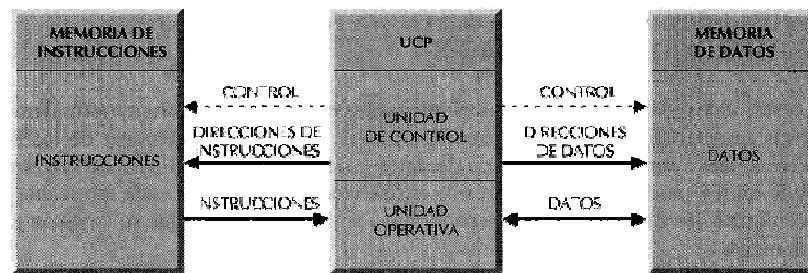 MEMORIA DE
INSTRUCCIONES
INSTRUCCIONES
CONTROL
DIRECCIONES DE
INSTRUCCIONES
INSTRUCCIONES
UCP
UNIDAD
DE CONTROL
UNIDAD
OPERATIVA
CONTROL
DIRECCIONES
DE DATOS
DATOS
MEMORIA
DE DATOS
DATOS